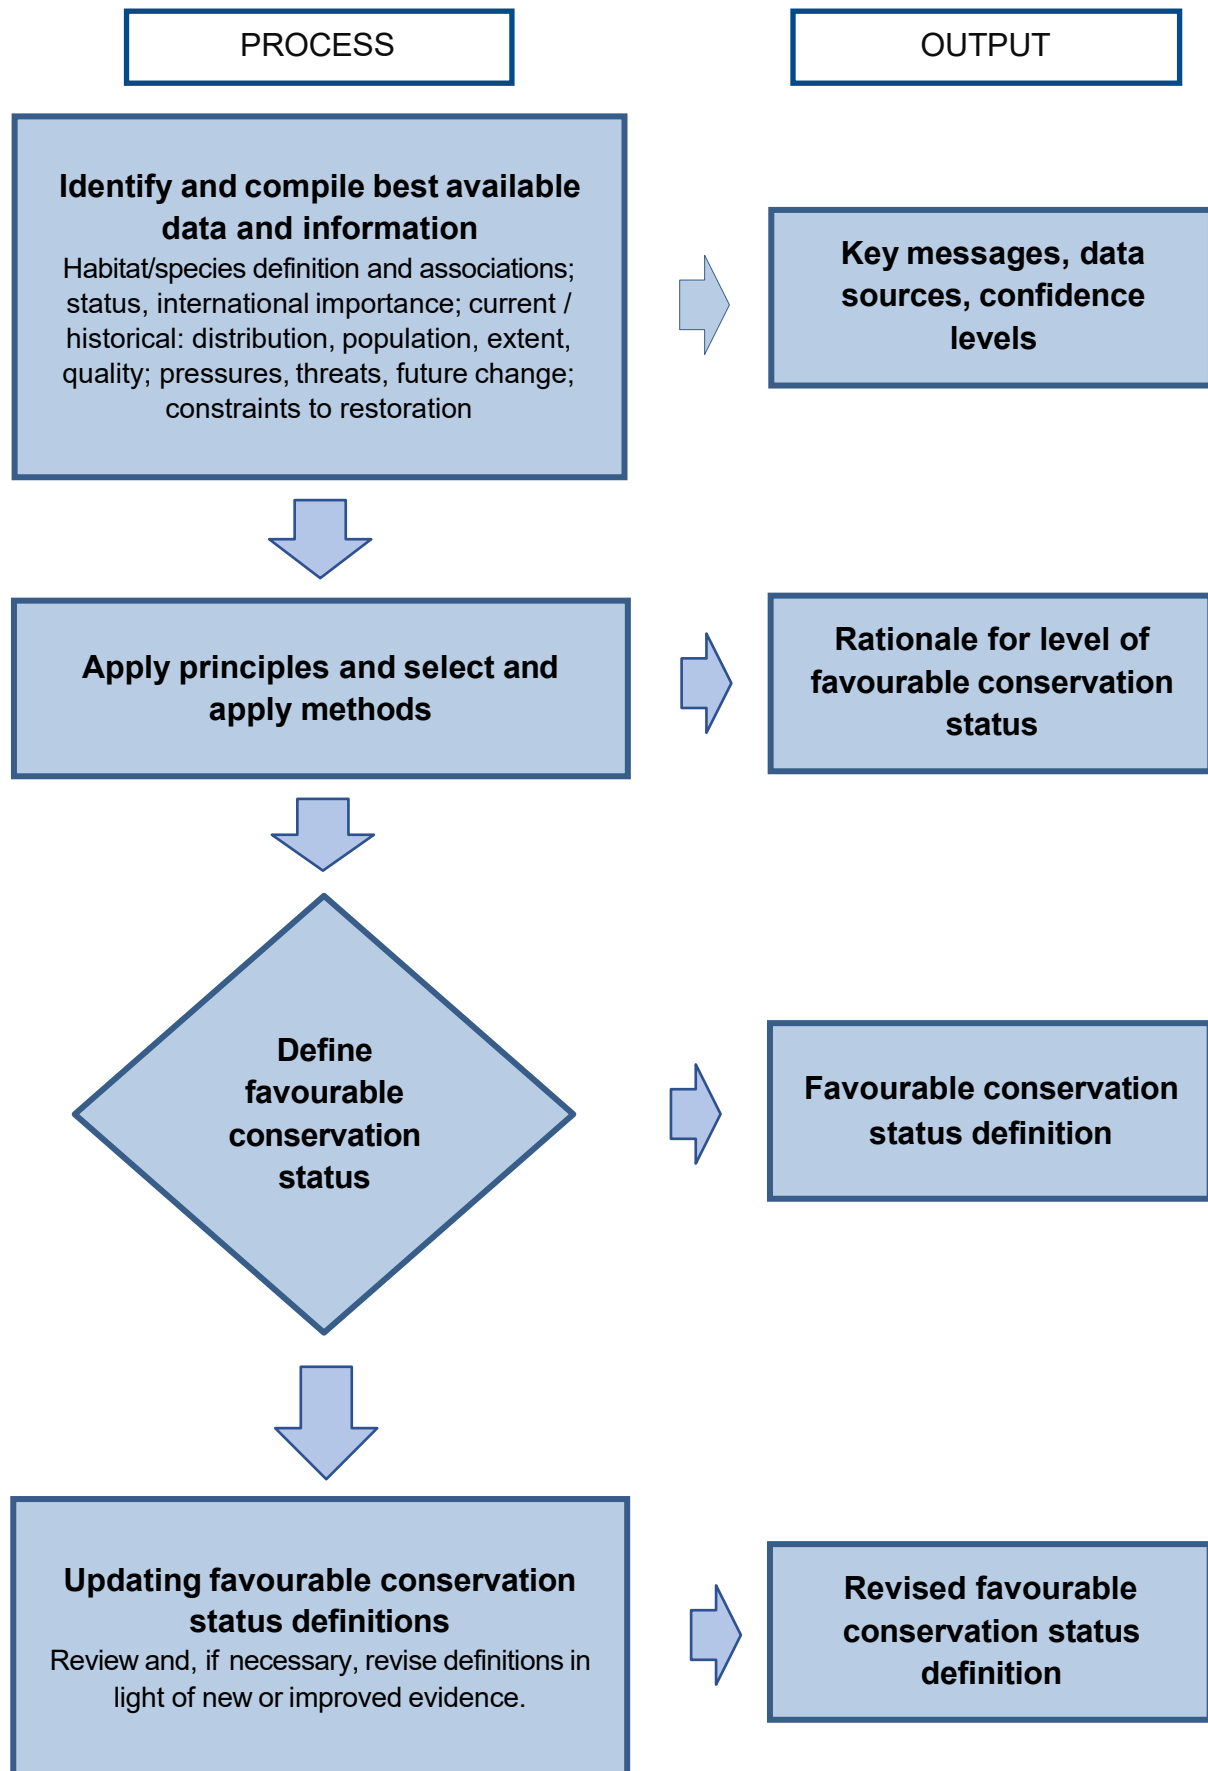 PROCESS
OUTPUT
Identify and compile best available
data and information
Habitat/species definition and associations;
status, international importance; current /
historical: distribution, population, extent,
quality; pressures, threats, future change;
constraints to restoration
Key messages, data
sources, confidence
levels
Apply principles and select and
apply methods
Rationale for level of
favourable conservation
status
Define
favourable
conservation
status
Favourable conservation
status definition
Updating favourable conservation
status definitions
Review and, if necessary, revise definitions in
light of new or improved evidence.
Revised favourable
conservation status
definition